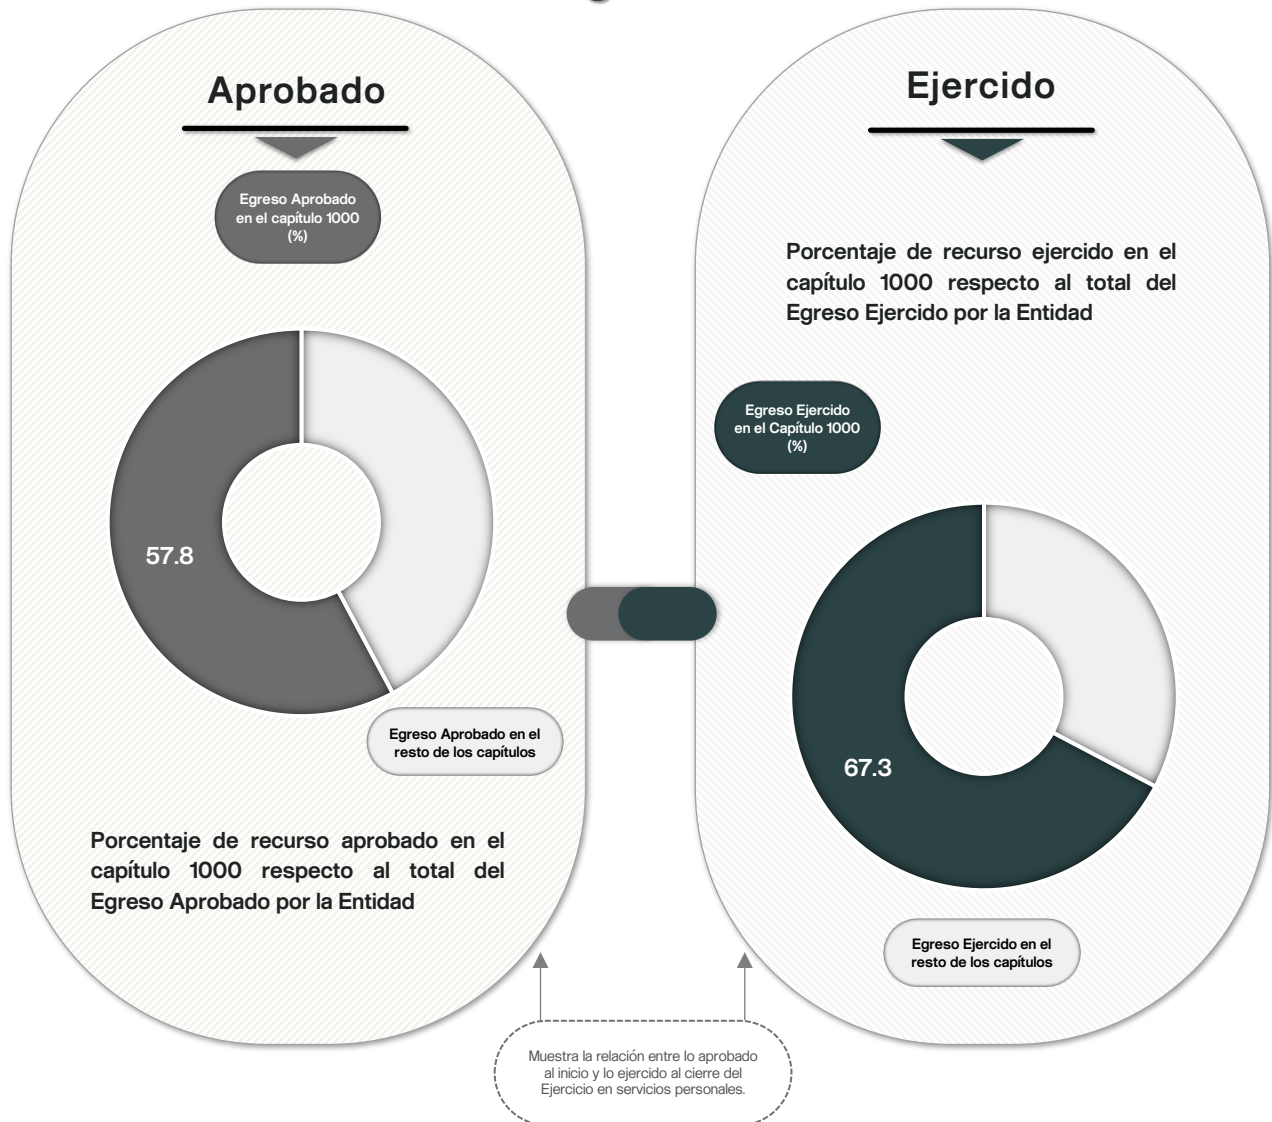 Aprobado
Egreso Aprobado
en el capítulo 1000
(%)
57.8
Egreso Aprobado en el
resto de los capítulos
Porcentaje de recurso aprobado en el
capítulo 1000 respecto al total del
Egreso Aprobado por la Entidad
Ejercido
Porcentaje de recurso ejercido en el
capítulo 1000 respecto al total del
Egreso Ejercido por la Entidad
Egreso Ejercido
en el Capítulo 1000
(%)
67.3
Egreso Ejercido en el
resto de los capítulos
Muestra la relación entre lo aprobado
al inicio y lo ejercido al cierre del
Ejercicio en servicios personales.